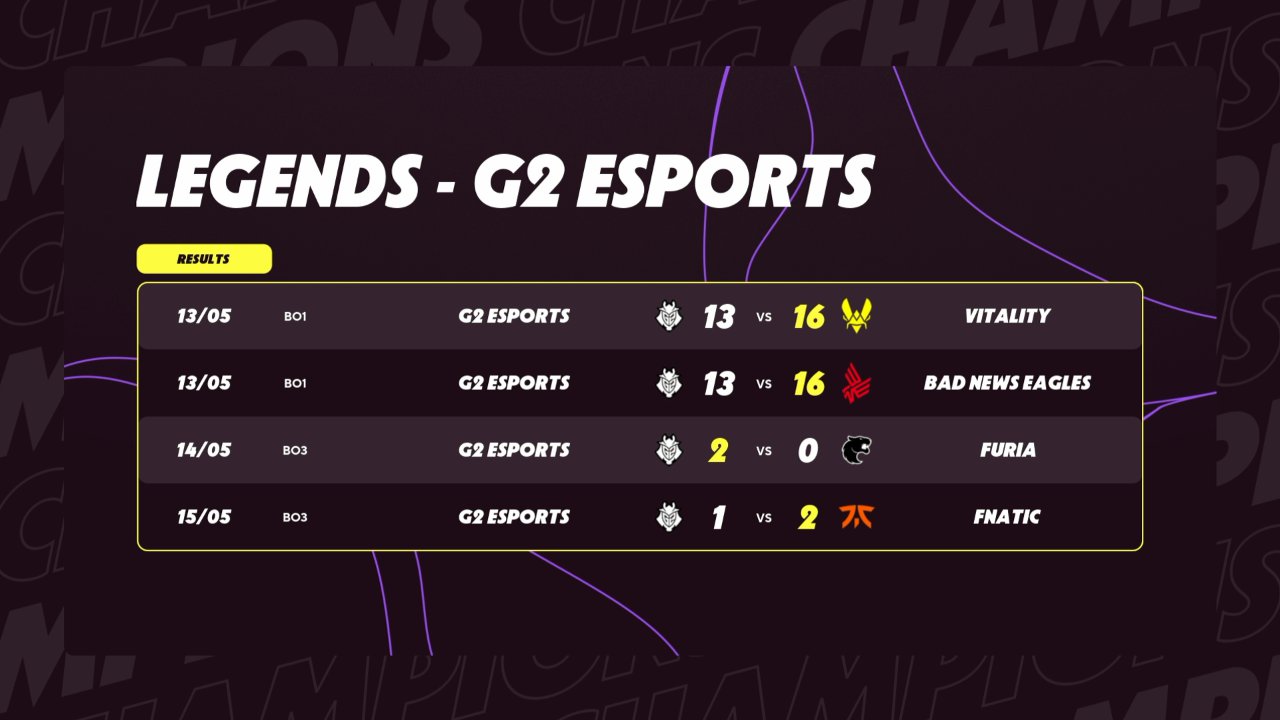 LEGENDS - G2 ESPORTS
RESULTS
13/05 BO1 G2 ESPORTS 13 VS 16 VITALITY
13/05 BO1 G2 ESPORTS 13 VS 16 BAD NEWS EAGLES
14/05 BO3 G2 ESPORTS 2 VS 0 FURIA
15/05 BO3 G2 ESPORTS 1 VS 2 FNATIC